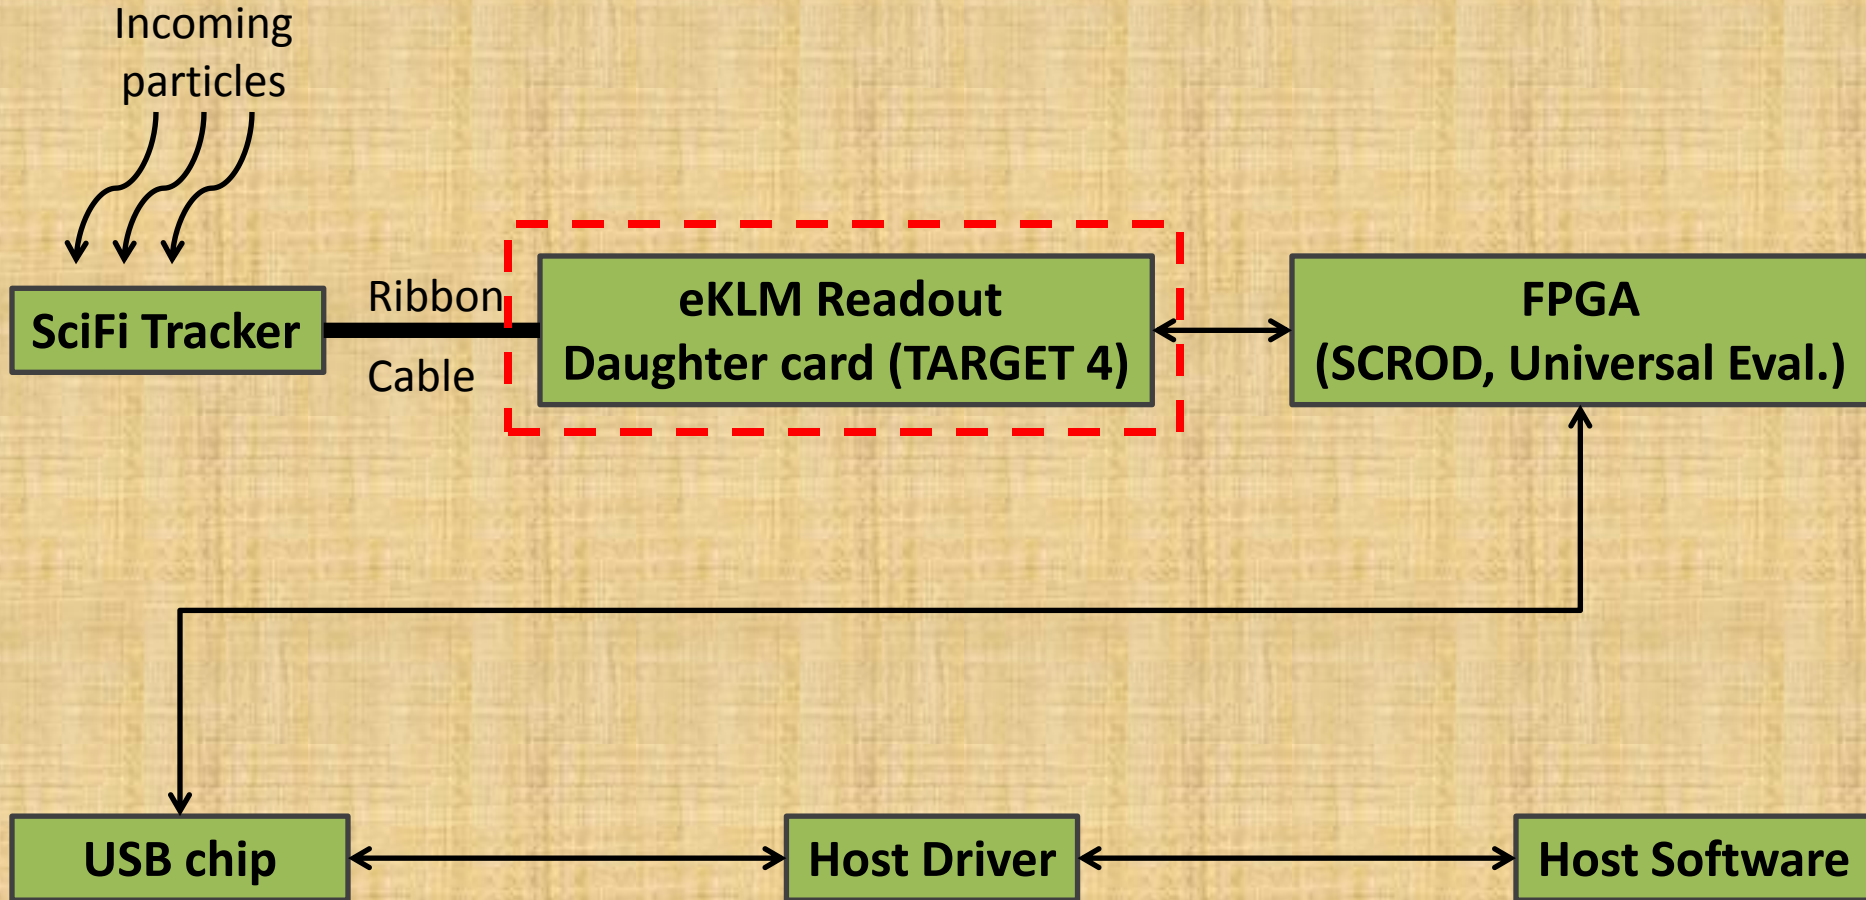 Incoming
particles
Ribbon
Cable
SciFi Tracker
eKLM Readout
Daughter card (TARGET 4)
FPGA
(SCROD, Universal Eval.)
USB chip
Host Driver
Host Software